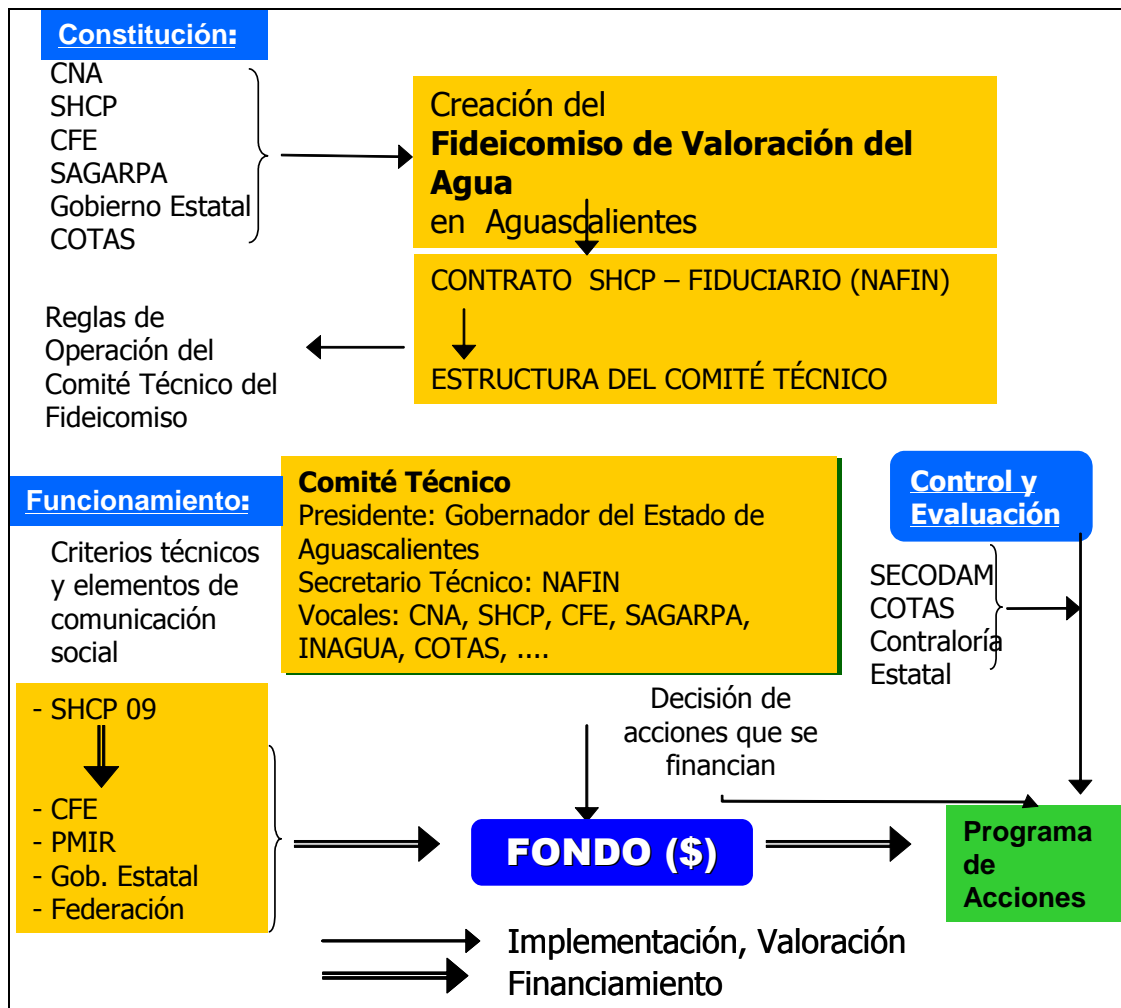 Constitución:
CNA
SHCP
CFE
SAGARPA
Gobierno Estatal
COTAS
Creación del
Fideicomiso de Valoración del
Agua
en Aguascalientes
CONTRATO SHCP – FIDUCIARIO (NAFIN)
ESTRUCTURA DEL COMITÉ TÉCNICO
Reglas de
Operación del
Comité Técnico del
Fideicomiso
Funcionamiento:
Criterios técnicos
y elementos de
comunicación
social
Comité Técnico
Presidente: Gobernador del Estado de
Aguascalientes
Secretario Técnico: NAFIN
Vocales: CNA, SHCP, CFE, SAGARPA,
INAGUA, COTAS, ....
Control y
Evaluación
SECODAM
COTAS
Contraloría
Estatal
- SHCP 09
- CFE
- PMIR
- Gob. Estatal
- Federación
Decisión de
acciones que se
financian
FONDO ($)
Programa
de
Acciones
Implementación, Valoración
Financiamiento